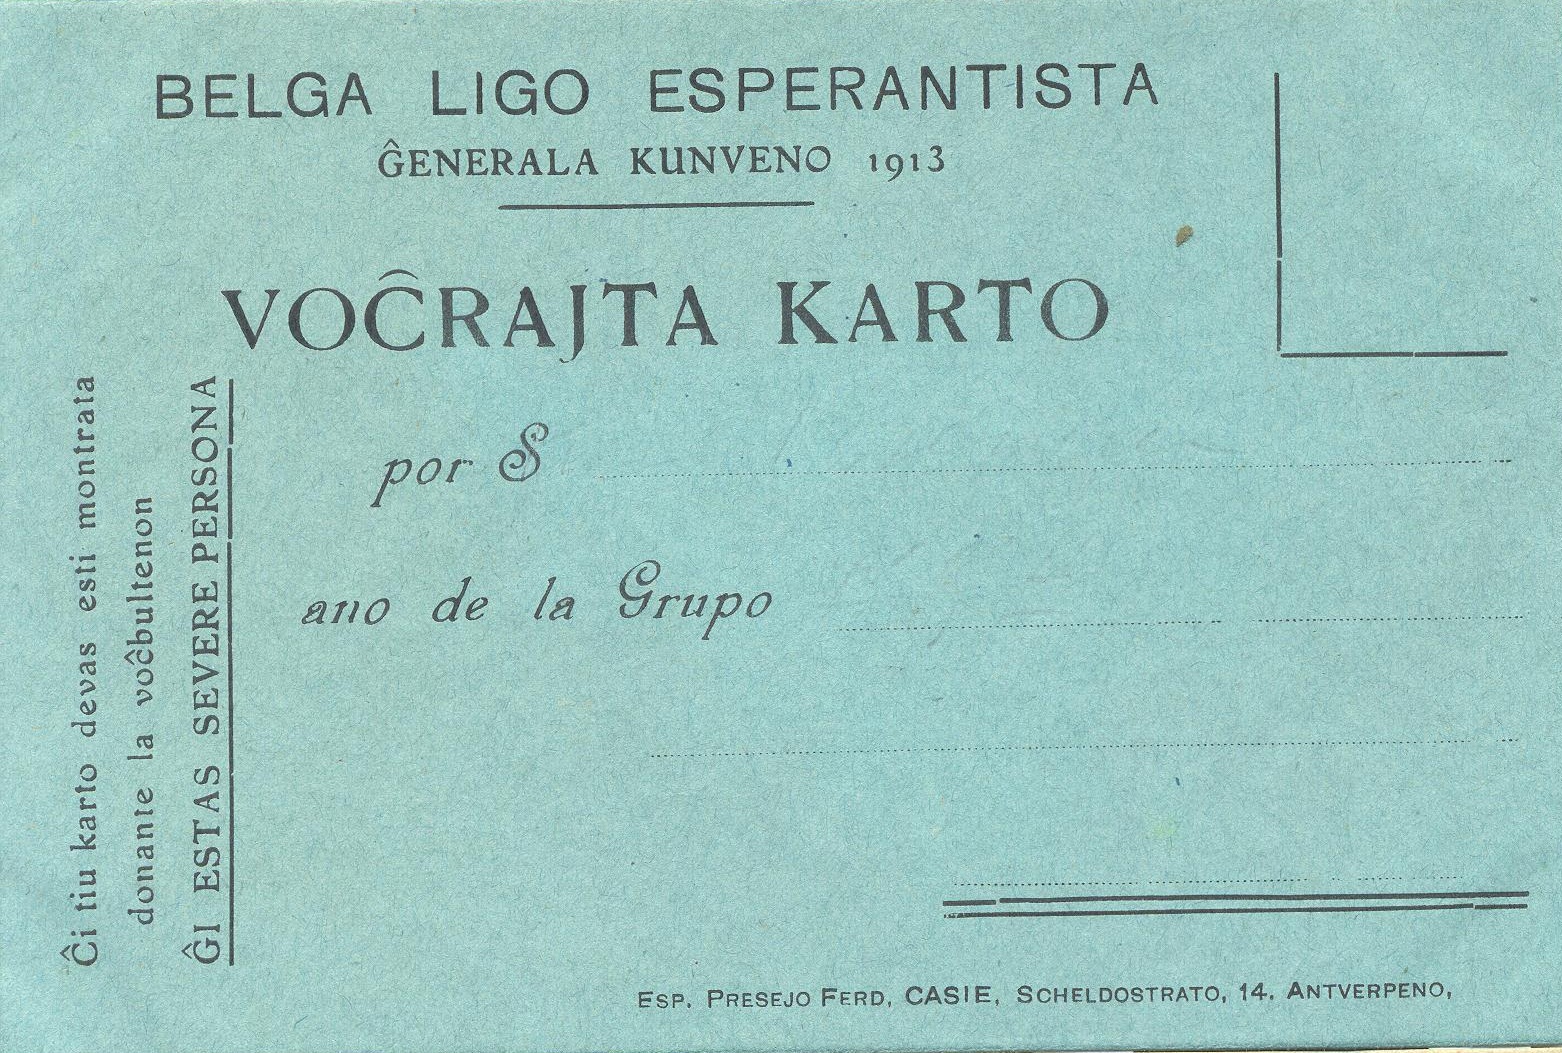 BELGA LIGO ESPERANTISTA
ĜENERALA KUNVENO 1913
VOĈRAJTA KARTO
por S
ano de la Grupo
Ĉi tiu karto devas esti montrata
donante la voĉbultenon
ĜI ESTAS SEVERE PERSONA
ESP. PRESEJO FERD, CASIE, SCHELDOSTRATO, 14. ANTVERPENO,